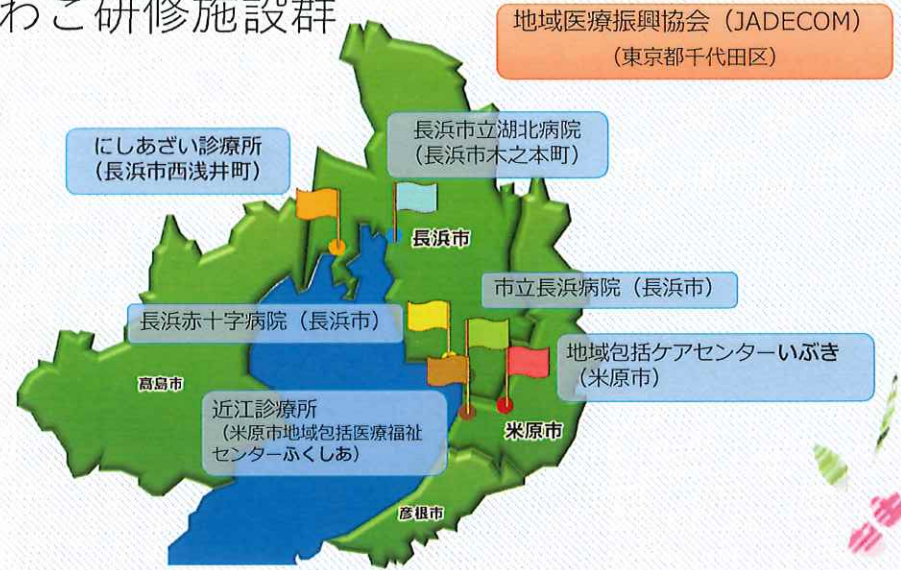 わこ研修施設群
地域医療振興協会（JADECOM）
（東京都千代田区）
にしあざい診療所
（長浜市西浅井町）
長浜市立湖北病院
（長浜市木之本町）
長浜市
市立長浜病院（長浜市）
長浜赤十字病院（長浜市）
地域包括ケアセンターいぶき
（米原市）
高島市
近江診療所
（米原市地域包括医療福祉
センターふくしあ）
米原市
彦根市